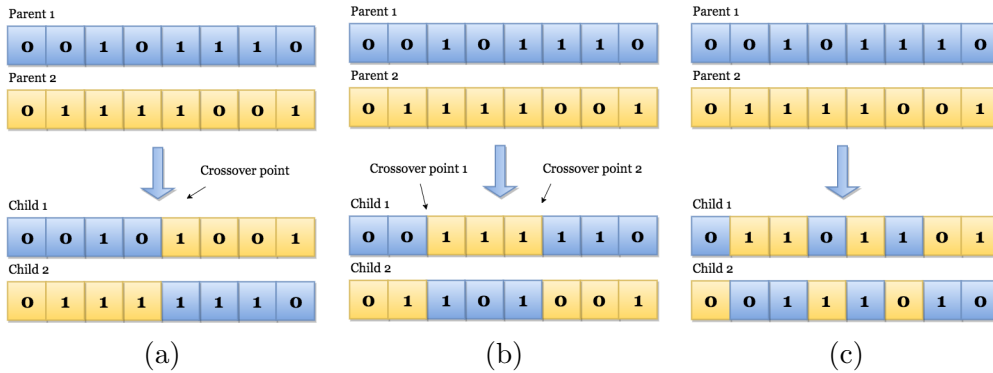 Parent 1
0 0 1 0 1 1 1 0
Parent 2
0 1 1 1 1 0 0 1
Crossover point
Child 1
0 0 1 0 1 0 0 1
Child 2
0 1 1 1 1 1 1 0
(a)
Parent 1
0 0 1 0 1 1 1 0
Parent 2
0 1 1 1 1 0 0 1
Crossover point 1
Crossover point 2
Child 1
0 0 1 1 1 1 1 0
Child 2
0 1 1 0 1 0 0 1
(b)
Parent 1
0 0 1 0 1 1 1 0
Parent 2
0 1 1 1 1 0 0 1
Child 1
0 1 1 0 1 1 0 1
Child 2
0 0 1 1 1 0 1 0
(c)